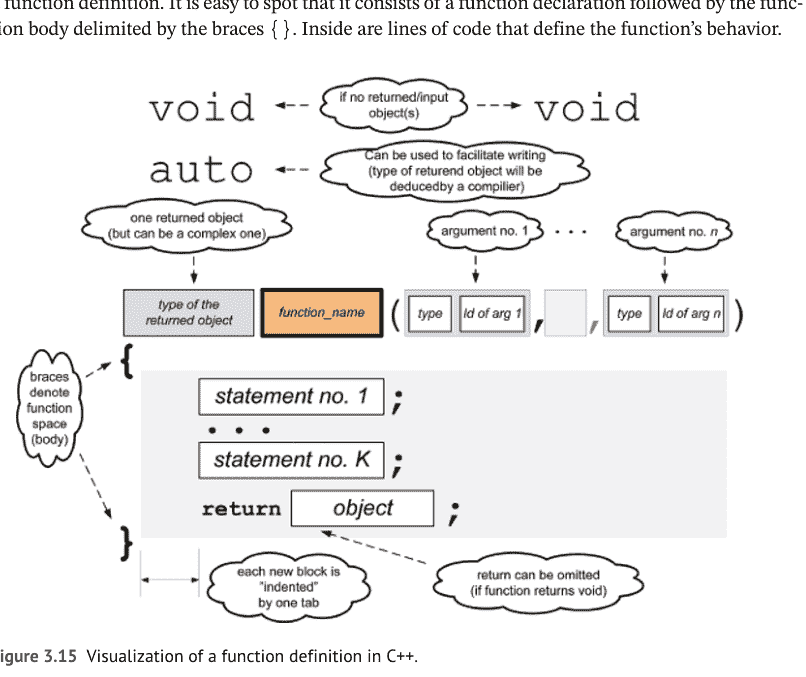 function definition. It is easy to spot that it consists of a function declaration followed by the func-
ion body delimited by the braces { }. Inside are lines of code that define the function's behavior.
void
if no returned/input
object(s)
void
auto
Can be used to facilitate writing
(type of returend object will be
deducedby a compilier)
one returned object
(but can be a complex one)
argument no. 1
. . .
argument no. n
type of the
returned object
function_name
(
type
Id of arg 1
,
,
type
Id of arg n
)
{
braces
denote
function
space
(body)
statement no. 1 ;
. . .
statement no. K ;
return object ;
}
each new block is
"indented"
by one tab
return can be omitted
(if function returns void)
igure 3.15 Visualization of a function definition in C++.